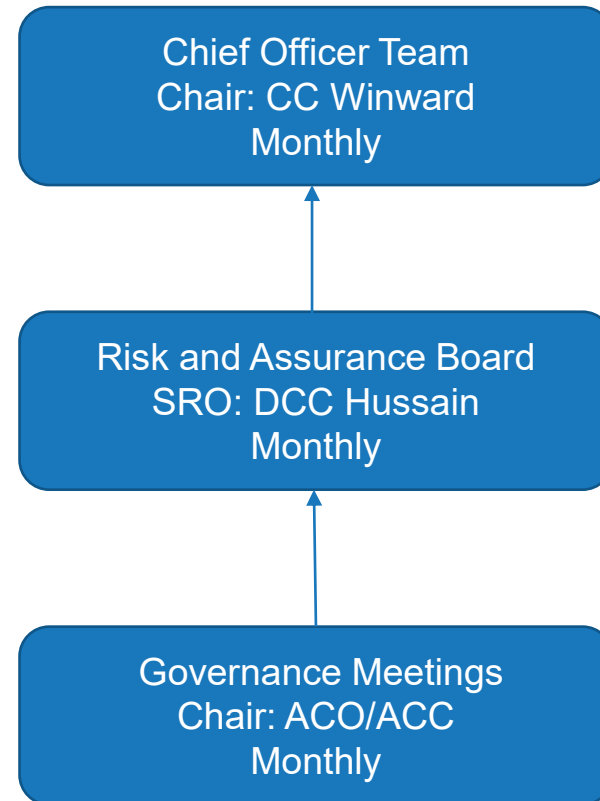 Chief Officer Team
Chair: CC Winward
Monthly
Risk and Assurance Board
SRO: DCC Hussain
Monthly
Governance Meetings
Chair: ACO/ACC
Monthly